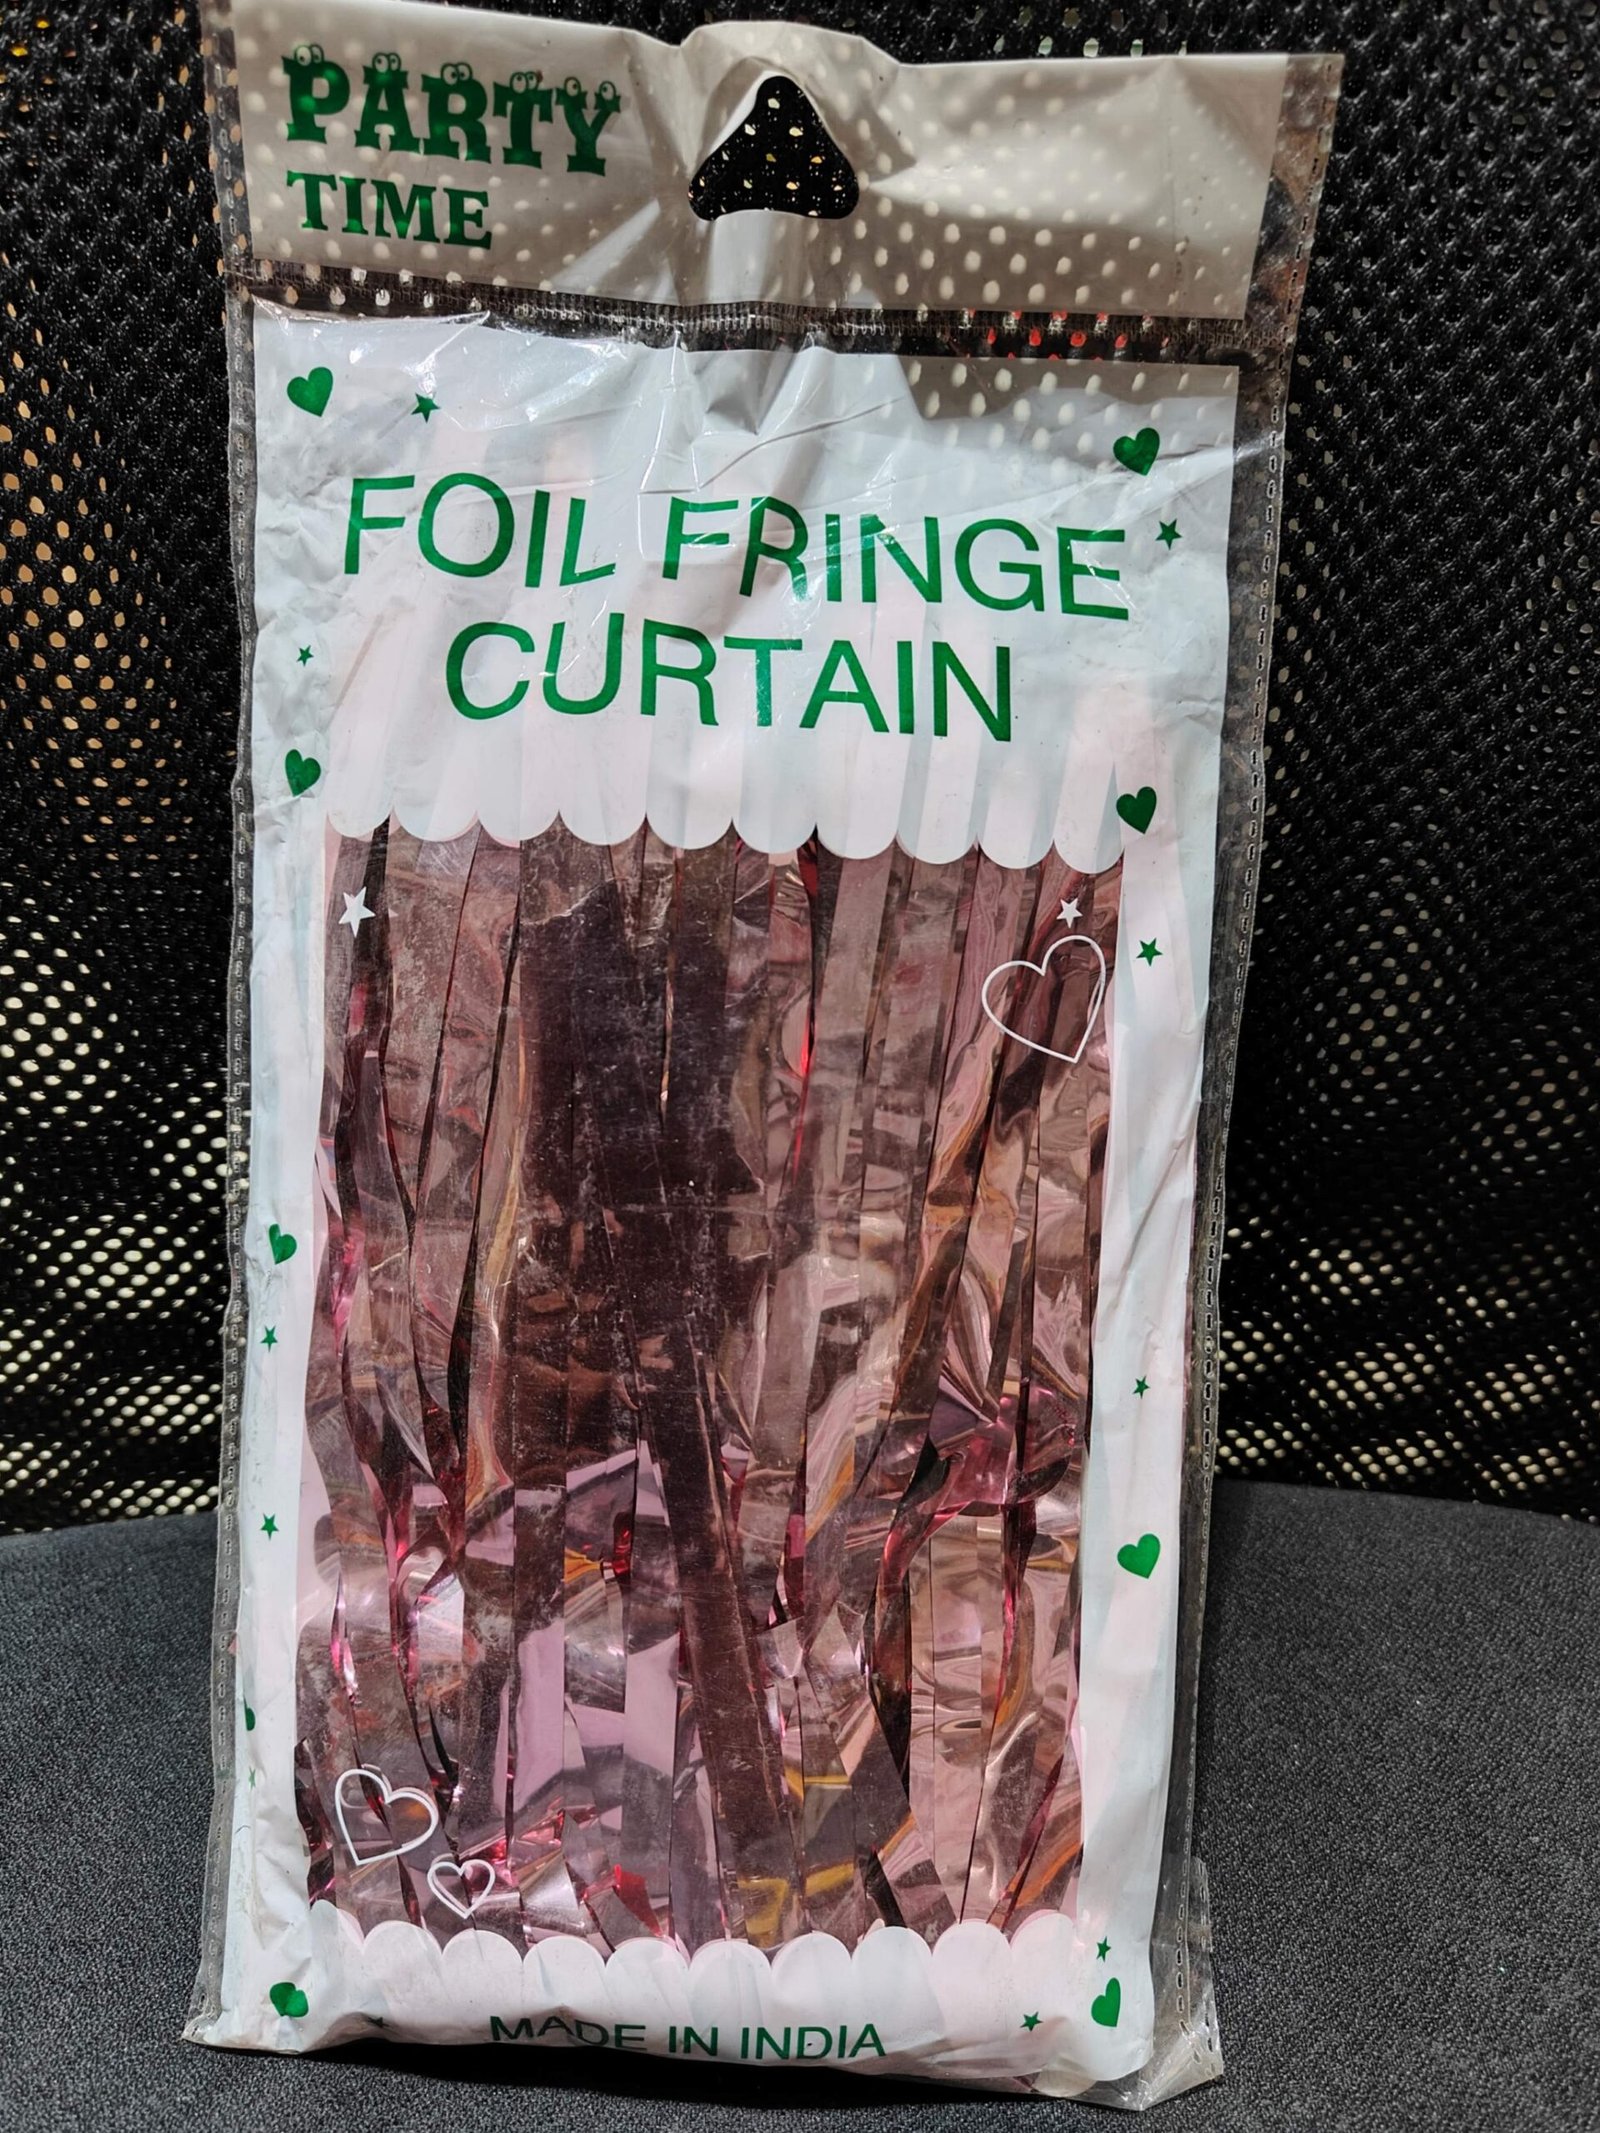 PARTY
TIME
FOIL FRINGE
CURTAIN
MADE IN INDIA